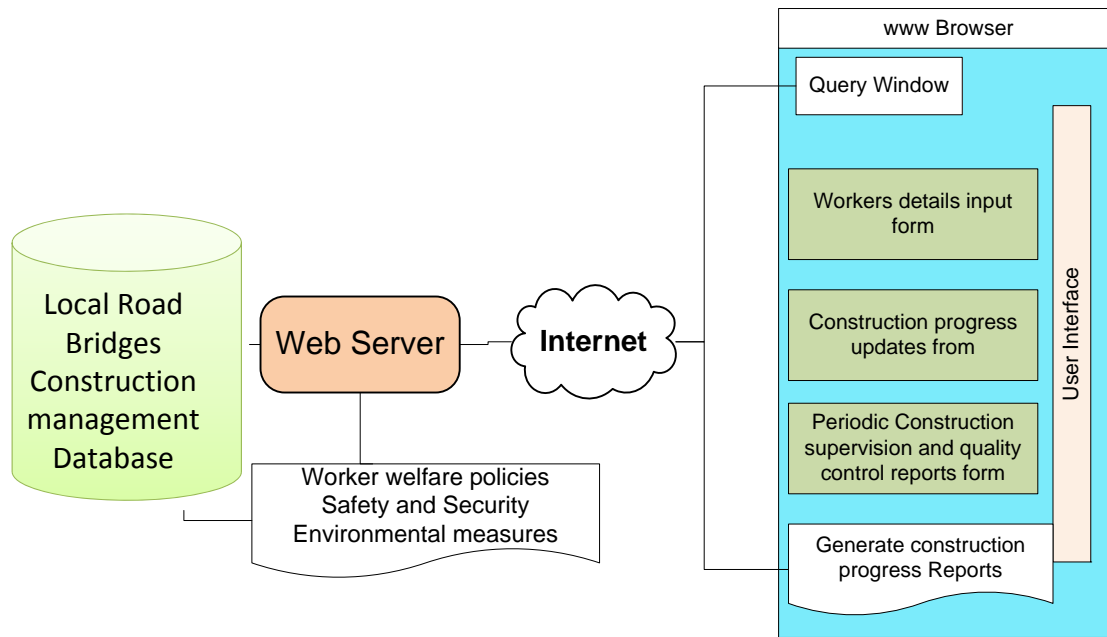 www Browser
Query Window
Workers details input
form
Construction progress
updates from
Periodic Construction
supervision and quality
control reports form
Generate construction
progress Reports
User Interface
Internet
Web Server
Local Road
Bridges
Construction
management
Database
Worker welfare policies
Safety and Security
Environmental measures